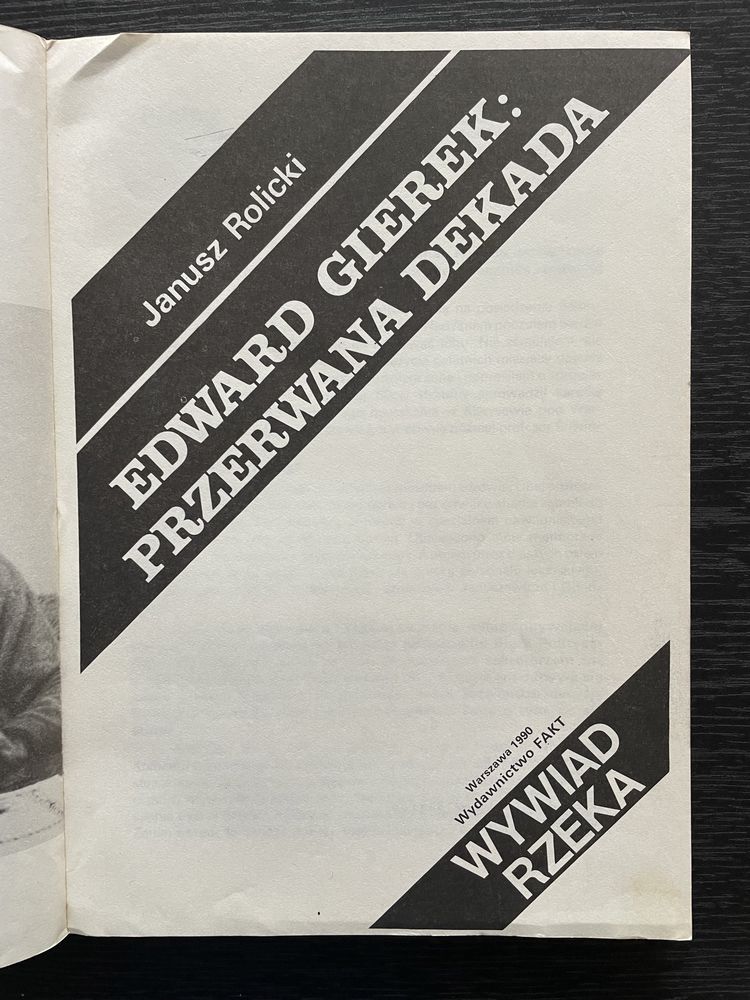 Janusz Rolicki
EDWARD GIEREK:
PRZERWANA DEKADA
Warszawa 1990
Wydawnictwo FAKT
WYWIAD
RZEKA